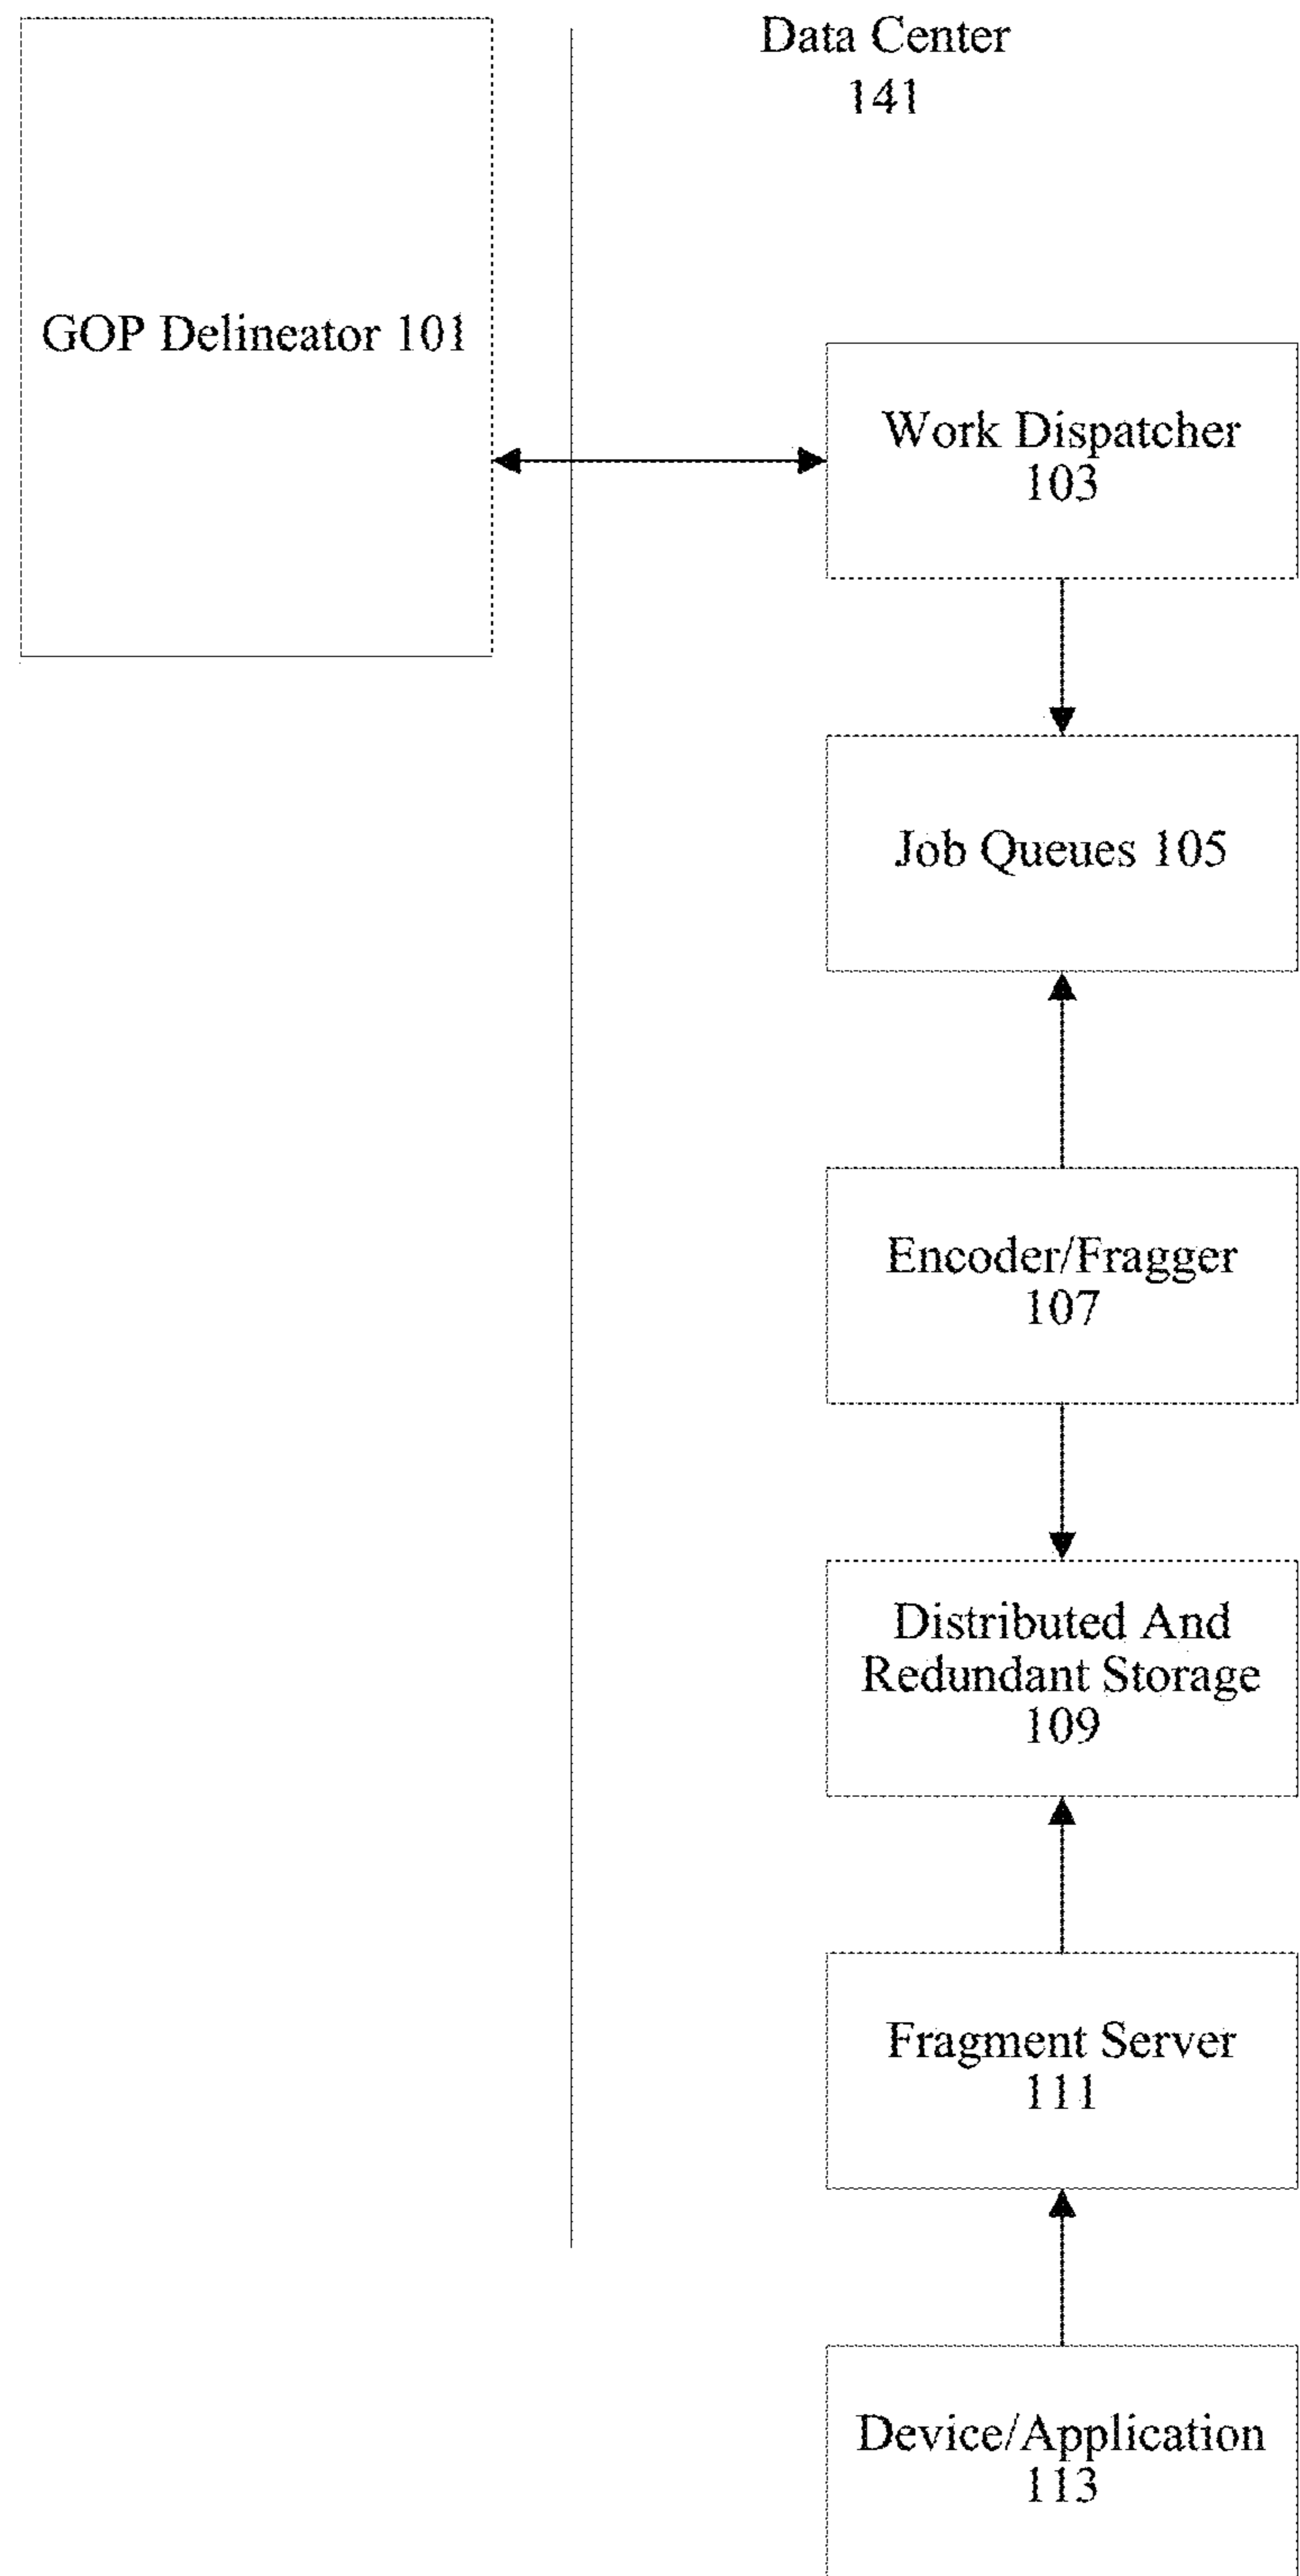 Data Center
141
GOP Delineator 101
Work Dispatcher
103
Job Queues 105
Encoder/Fragger
107
Distributed And
Redundant Storage
109
Fragment Server
111
Device/Application
113